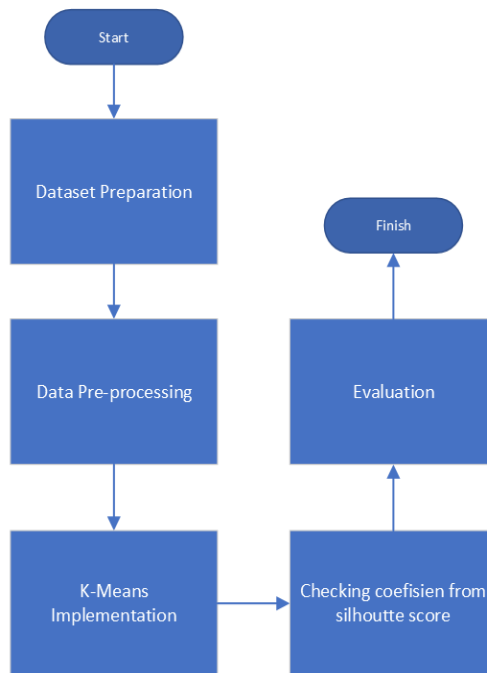 Start
Dataset Preparation
Data Pre-processing
K-Means
Implementation
Checking coefisien from
silhoutte score
Evaluation
Finish